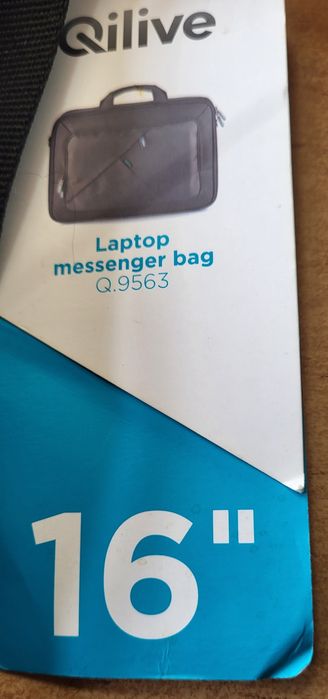 Qilive
Laptop
messenger bag
Q.9563
16"